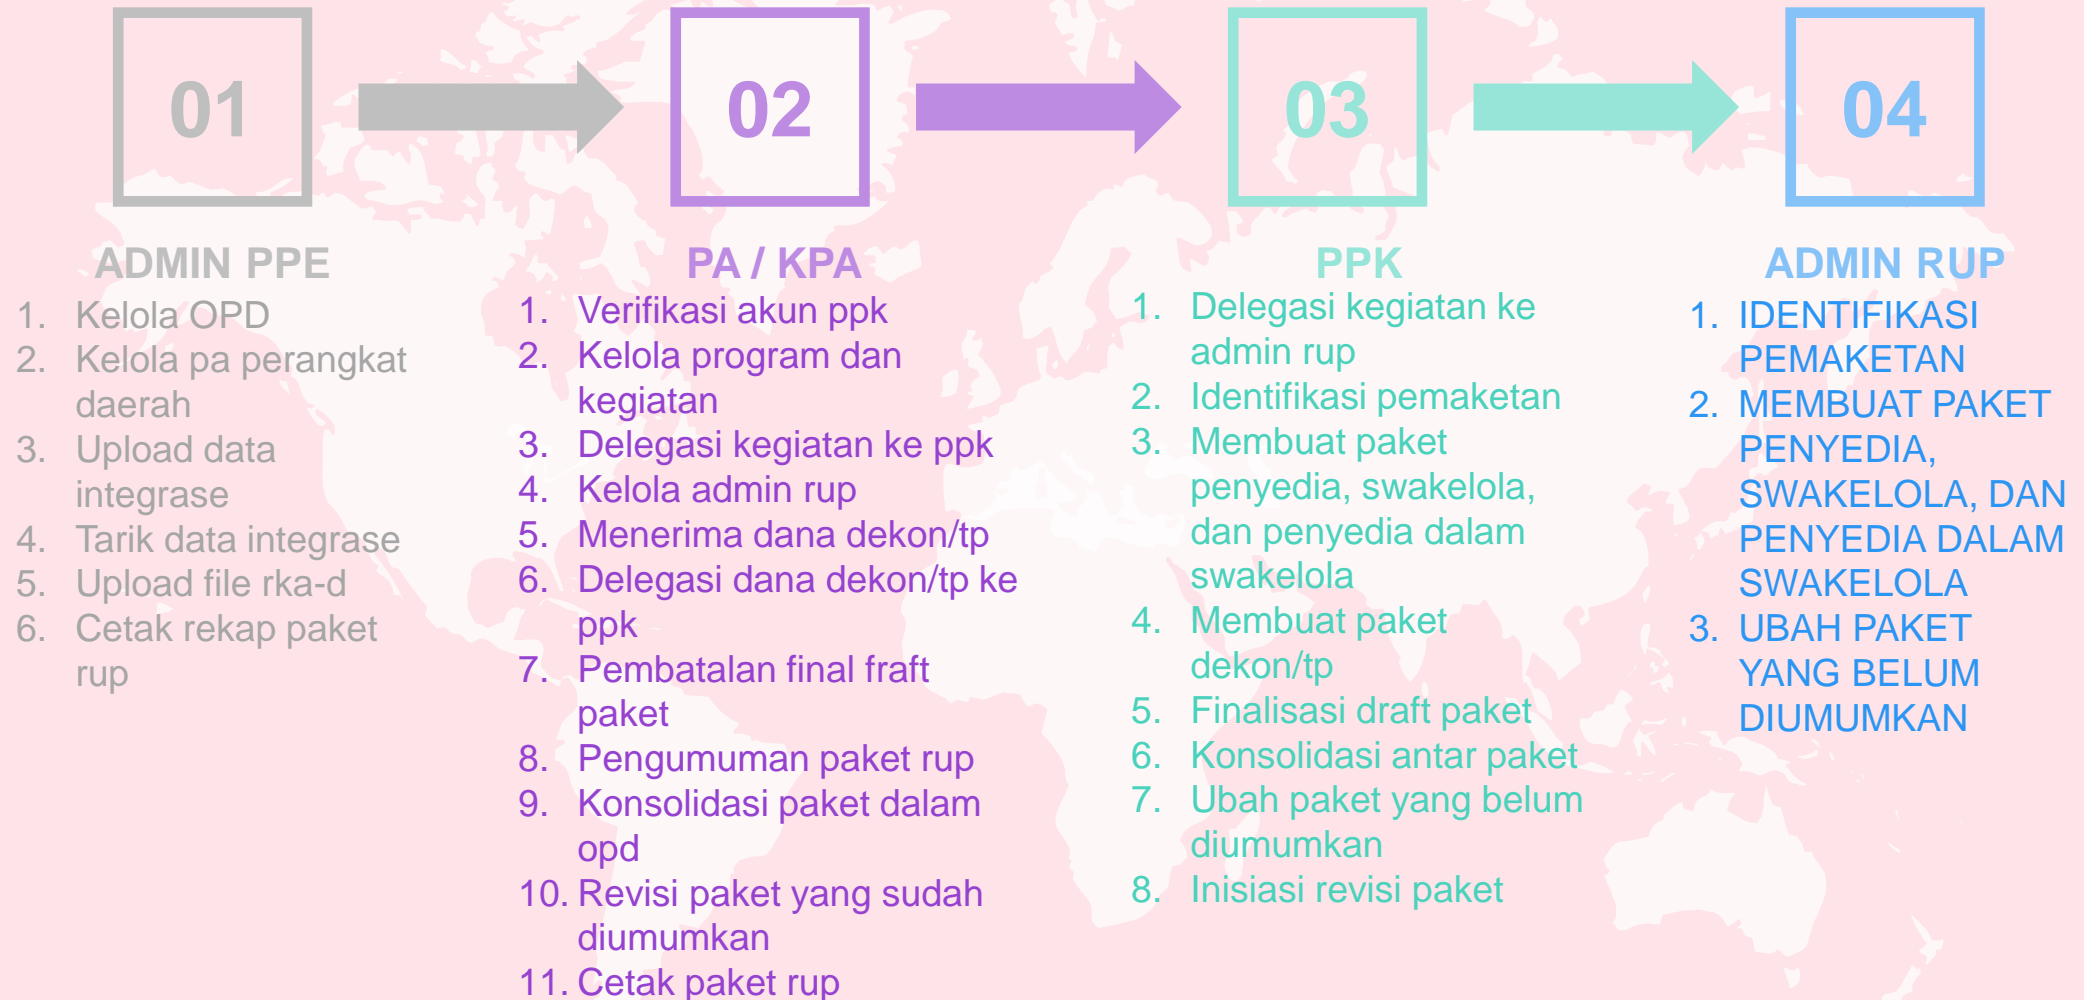 01
02
03
04
ADMIN PPE
1. Kelola OPD
2. Kelola pa perangkat
daerah
3. Upload data
integrase
4. Tarik data integrase
5. Upload file rka-d
6. Cetak rekap paket
rup
PA / KPA
1. Verifikasi akun ppk
2. Kelola program dan
kegiatan
3. Delegasi kegiatan ke ppk
4. Kelola admin rup
5. Menerima dana dekon/tp
6. Delegasi dana dekon/tp ke
ppk
7. Pembatalan final fraft
paket
8. Pengumuman paket rup
9. Konsolidasi paket dalam
opd
10. Revisi paket yang sudah
diumumkan
11. Cetak paket rup
PPK
1. Delegasi kegiatan ke
admin rup
2. Identifikasi pemaketan
3. Membuat paket
penyedia, swakelola,
dan penyedia dalam
swakelola
4. Membuat paket
dekon/tp
5. Finalisasi draft paket
6. Konsolidasi antar paket
7. Ubah paket yang belum
diumumkan
8. Inisiasi revisi paket
ADMIN RUP
1. IDENTIFIKASI
PEMAKETAN
2. MEMBUAT PAKET
PENYEDIA,
SWAKELOLA, DAN
PENYEDIA DALAM
SWAKELOLA
3. UBAH PAKET
YANG BELUM
DIUMUMKAN